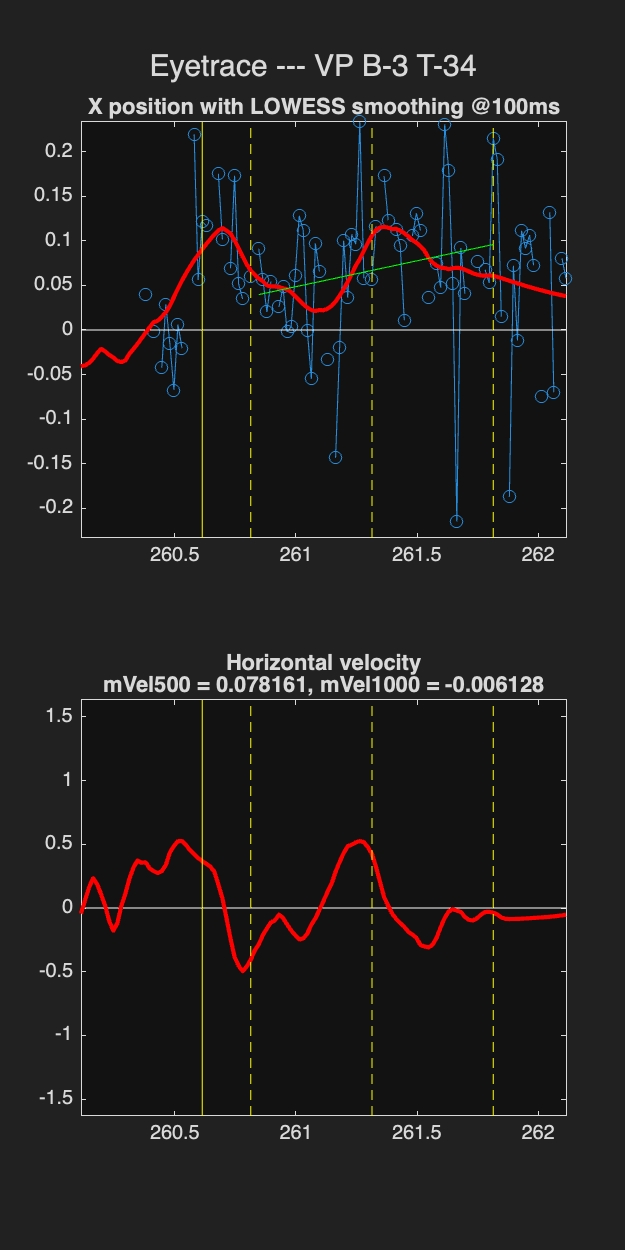 Eyetrace --- VP B-3 T-34
X position with LOWESS smoothing @100ms
0.2
0.15
0.1
0.05
0
-0.05
-0.1
-0.15
-0.2
260.5 261 261.5 262
Horizontal velocity
mVel500 = 0.078161, mVel1000 = -0.006128
1.5
1
0.5
0
-0.5
-1
-1.5
260.5 261 261.5 262